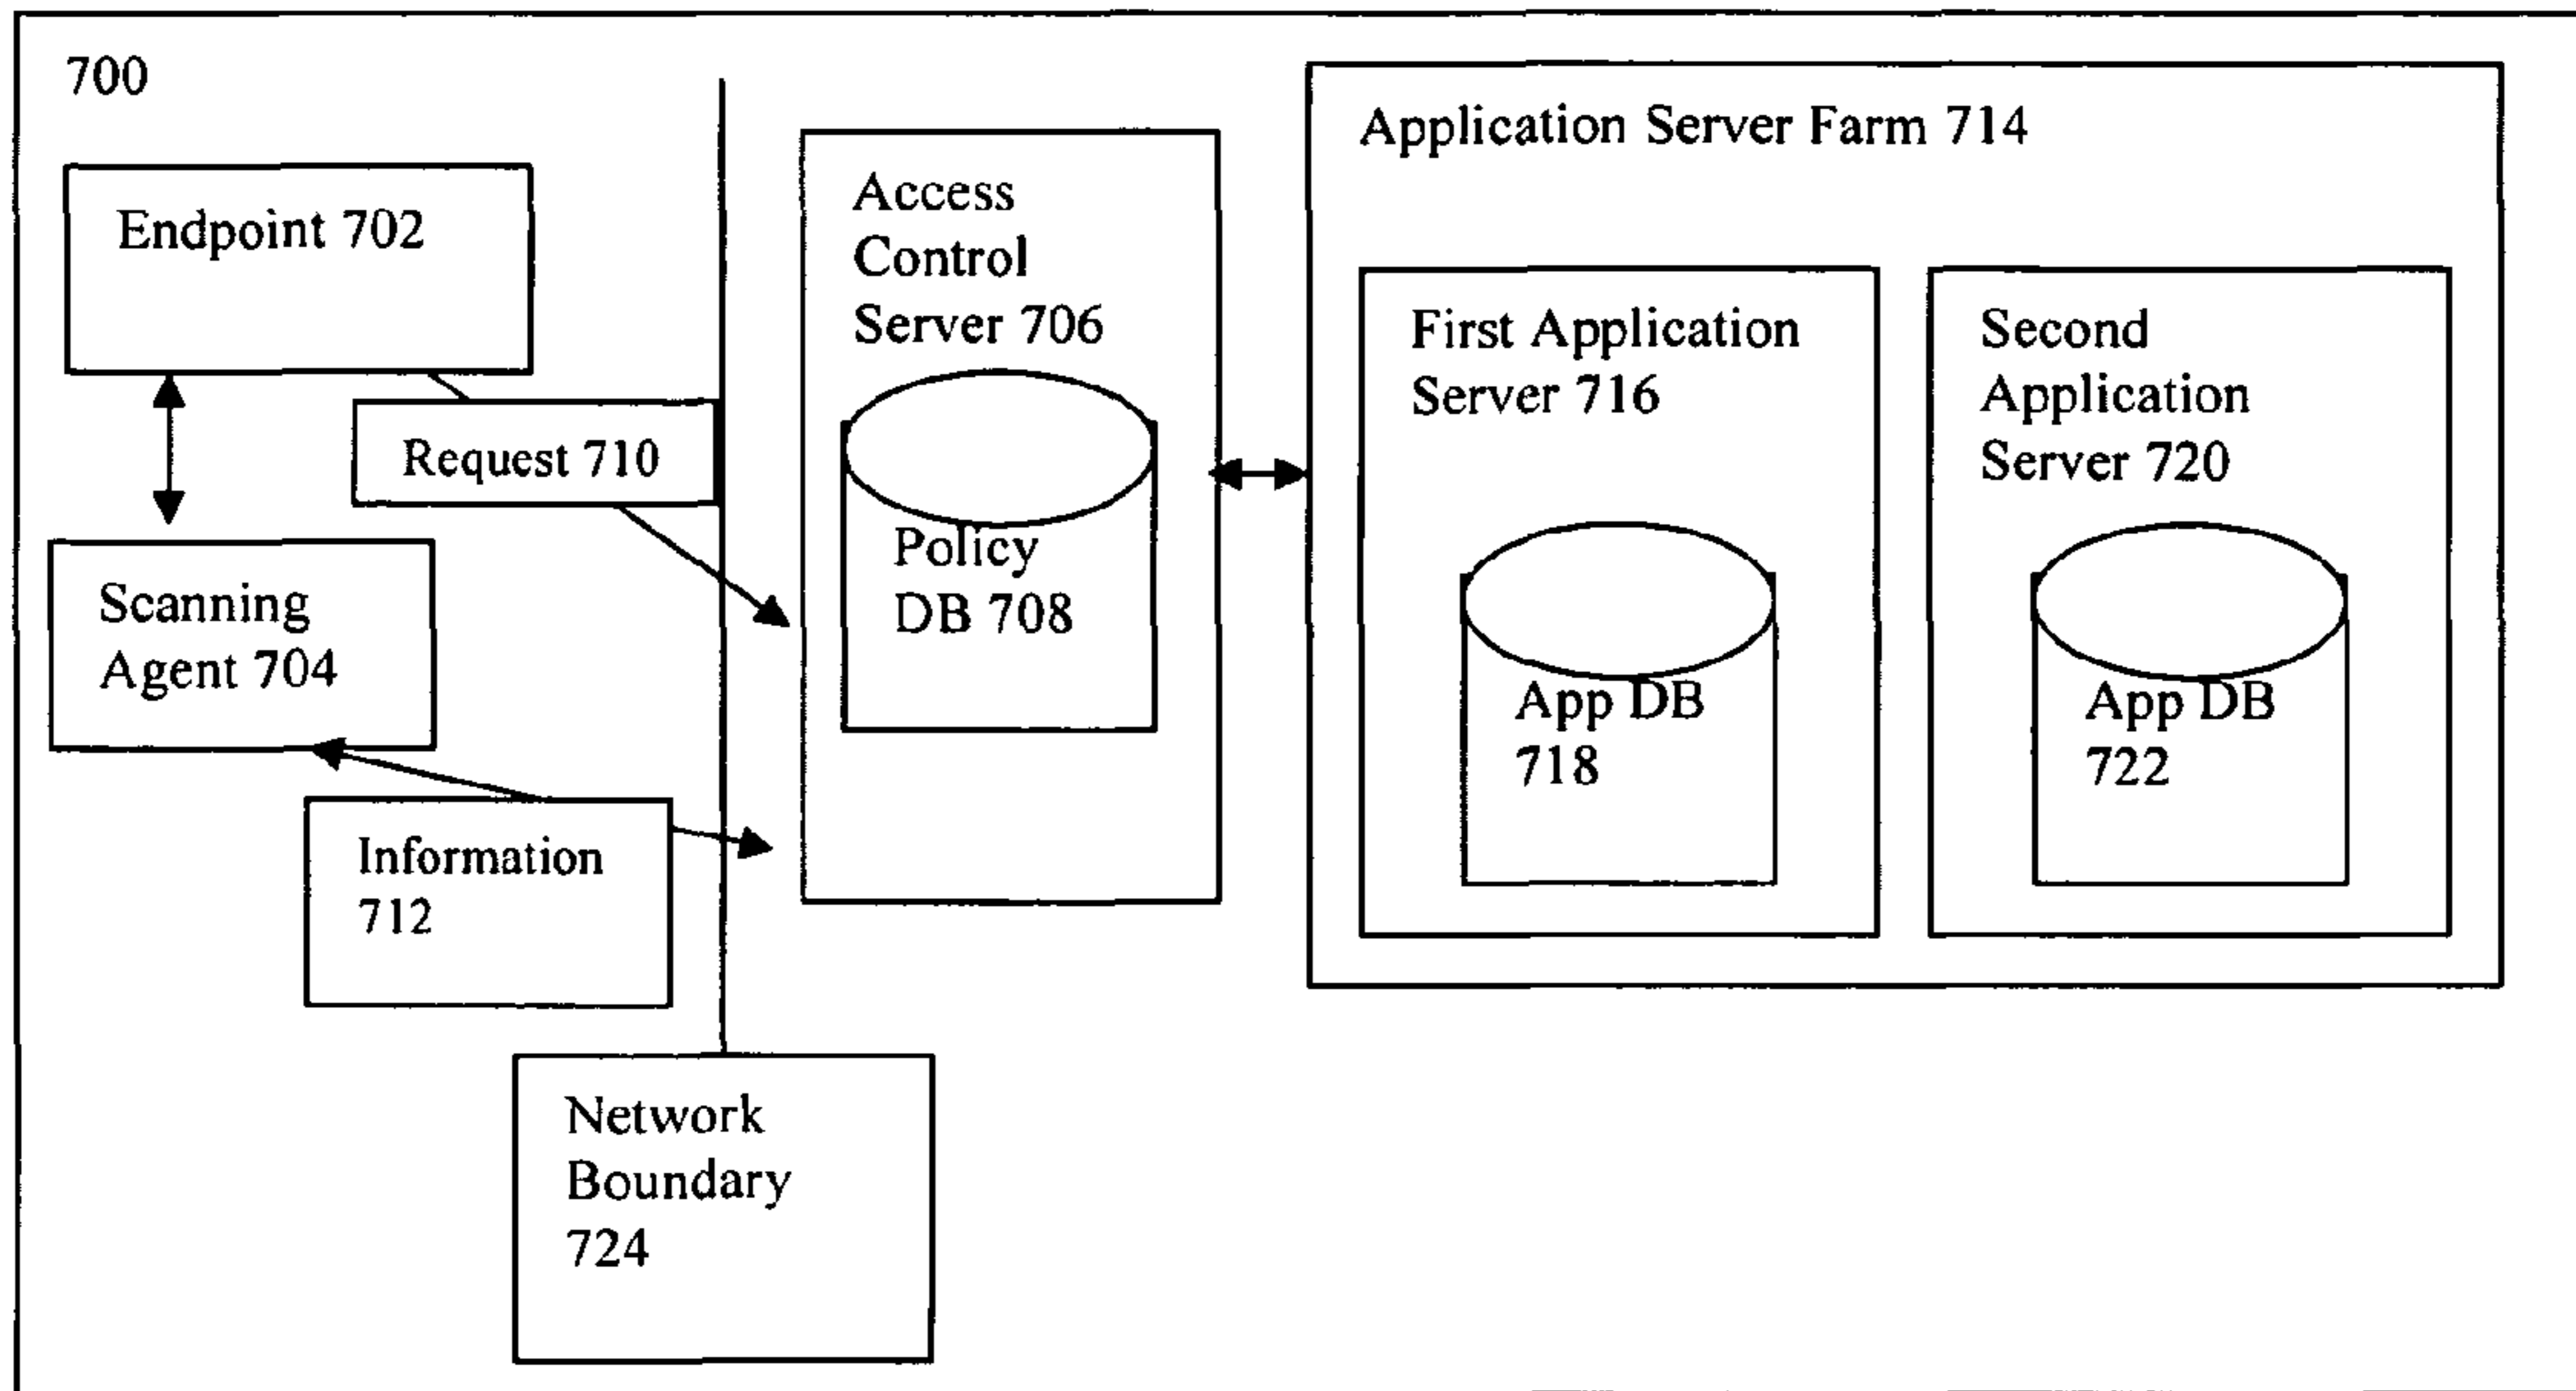 700
Endpoint 702
Request 710
Scanning
Agent 704
Information
712
Network
Boundary
724
Access
Control
Server 706
Policy
DB 708
Application Server Farm 714
First Application
Server 716
App DB
718
Second
Application
Server 720
App DB
722